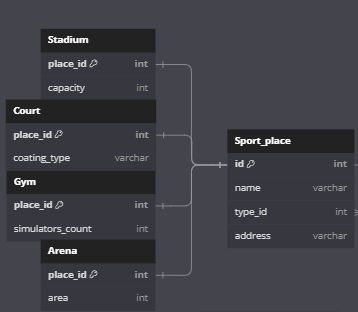 Stadium
place_id int
capacity int
Court
place_id int
coating_type varchar
Gym
place_id int
simulators_count int
Arena
place_id int
area int
Sport_place
id int
name varchar
type_id int
address varchar